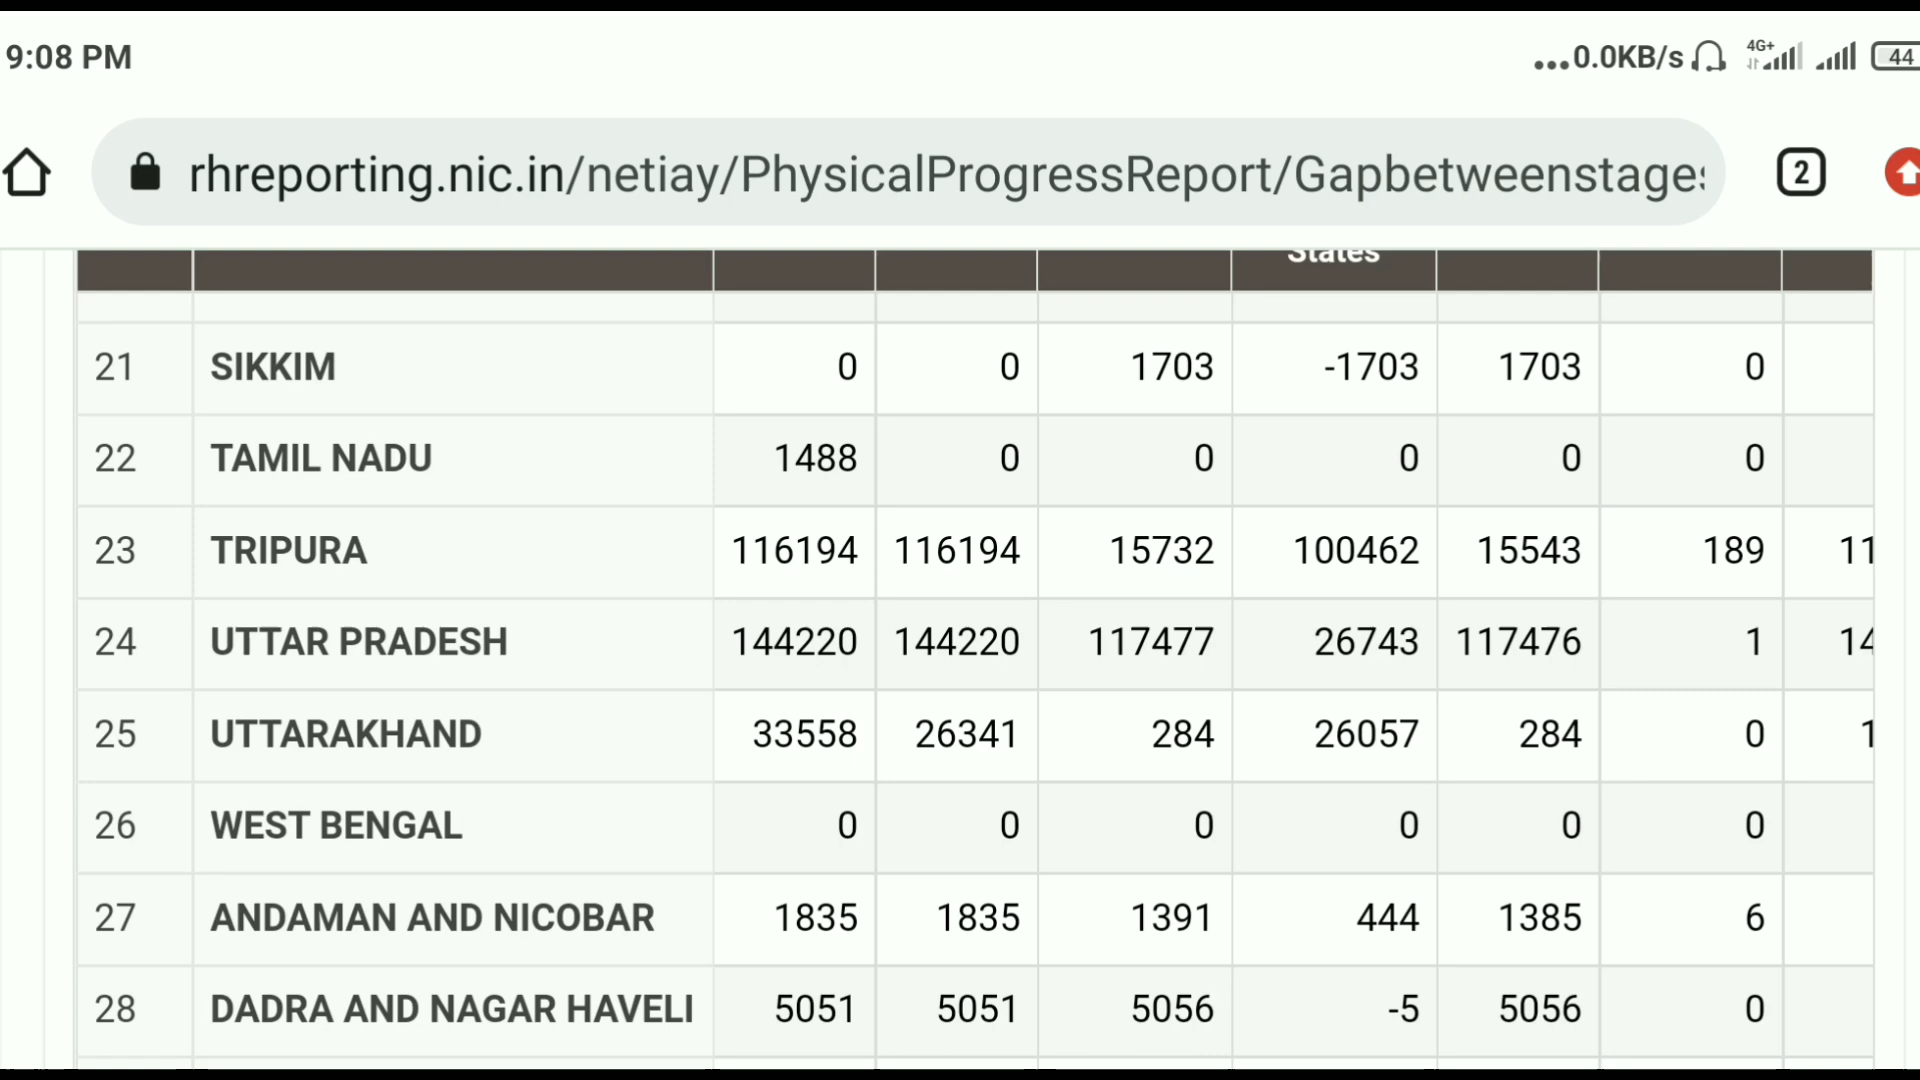 9:08 PM ...0.0KB/s 4G+ 44
rhreporting.nic.in/netiay/PhysicalProgressReport/Gapbetweenstages 2
States
21 SIKKIM 0 0 1703 -1703 1703 0
22 TAMIL NADU 1488 0 0 0 0 0
23 TRIPURA 116194 116194 15732 100462 15543 189 11
24 UTTAR PRADESH 144220 144220 117477 26743 117476 1 14
25 UTTARAKHAND 33558 26341 284 26057 284 0 1
26 WEST BENGAL 0 0 0 0 0 0
27 ANDAMAN AND NICOBAR 1835 1835 1391 444 1385 6
28 DADRA AND NAGAR HAVELI 5051 5051 5056 -5 5056 0